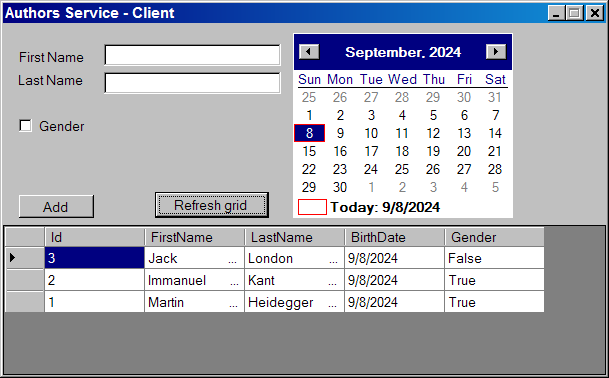 Authors Service - Client
First Name
Last Name
Gender
Add
Refresh grid
September, 2024
Sun Mon Tue Wed Thu Fri Sat
25 26 27 28 29 30 31
1 2 3 4 5 6 7
8 9 10 11 12 13 14
15 16 17 18 19 20 21
22 23 24 25 26 27 28
29 30 1 2 3 4 5
Today: 9/8/2024
Id FirstName LastName BirthDate Gender
3 Jack ... London ... 9/8/2024 False
2 Immanuel ... Kant ... 9/8/2024 True
1 Martin ... Heidegger ... 9/8/2024 True